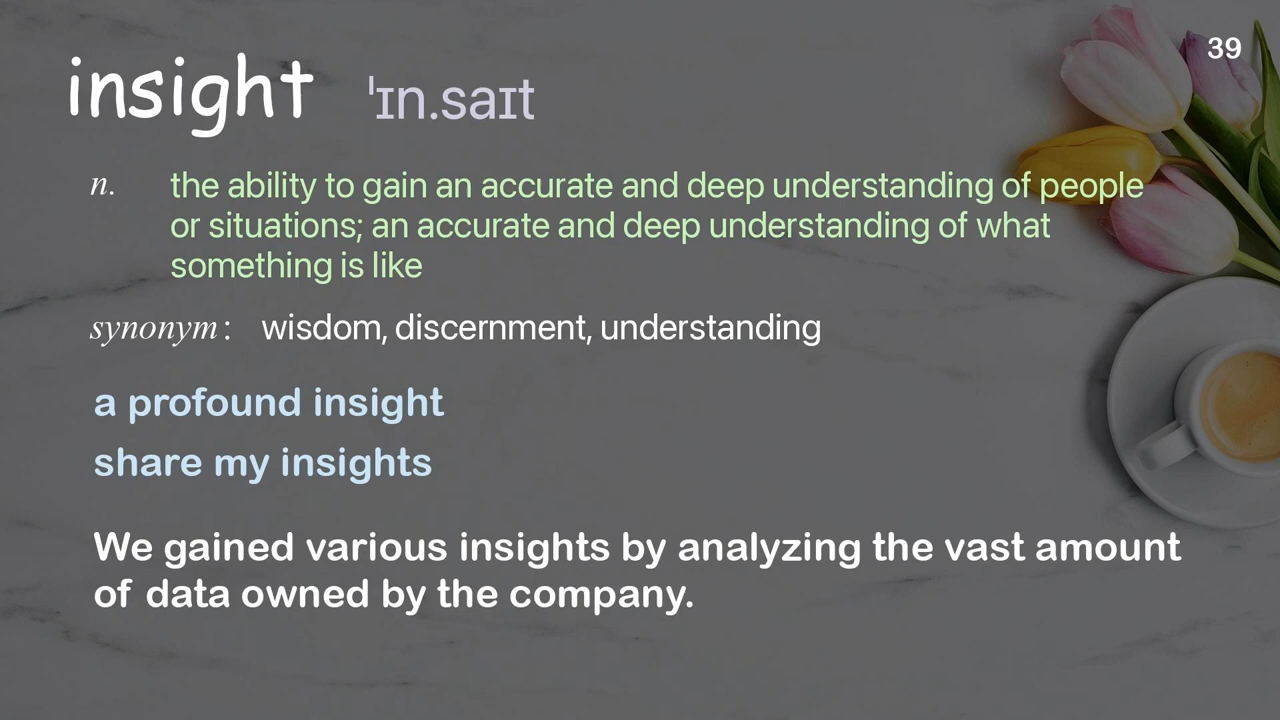 39
insight ˈɪn.saɪt
n. the ability to gain an accurate and deep understanding of people
or situations; an accurate and deep understanding of what
something is like
synonym: wisdom, discernment, understanding
a profound insight
share my insights
We gained various insights by analyzing the vast amount
of data owned by the company.